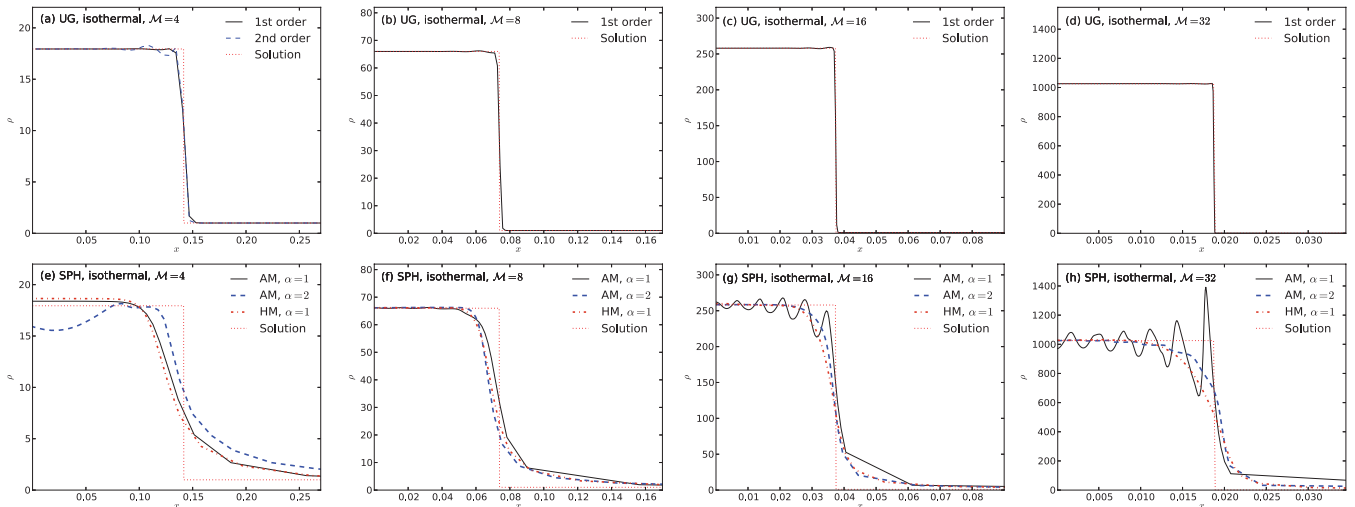 (a) UG, isothermal, ℳ=4
1st order
2nd order
Solution
20
15
10
5
0
ρ
0.05 0.10 0.15 0.20 0.25
x
(b) UG, isothermal, ℳ=8
1st order
Solution
80
70
60
50
40
30
20
10
0
ρ
0.02 0.04 0.06 0.08 0.10 0.12 0.14 0.16
x
(c) UG, isothermal, ℳ=16
1st order
Solution
300
250
200
150
100
50
0
ρ
0.01 0.02 0.03 0.04 0.05 0.06 0.07 0.08
x
(d) UG, isothermal, ℳ=32
1st order
Solution
1200
1000
800
600
400
200
0
ρ
0.005 0.010 0.015 0.020 0.025 0.030
x
(e) SPH, isothermal, ℳ=4
AM, α=1
AM, α=2
HM, α=1
Solution
20
15
10
5
0
ρ
0.05 0.10 0.15 0.20 0.25
x
(f) SPH, isothermal, ℳ=8
AM, α=1
AM, α=2
HM, α=1
Solution
80
70
60
50
40
30
20
10
0
ρ
0.02 0.04 0.06 0.08 0.10 0.12 0.14 0.16
x
(g) SPH, isothermal, ℳ=16
AM, α=1
AM, α=2
HM, α=1
Solution
300
250
200
150
100
50
0
ρ
0.01 0.02 0.03 0.04 0.05 0.06 0.07 0.08
x
(h) SPH, isothermal, ℳ=32
AM, α=1
AM, α=2
HM, α=1
Solution
1400
1200
1000
800
600
400
200
0
ρ
0,005 0,010 0,015 0,020 0,025 0,030
x